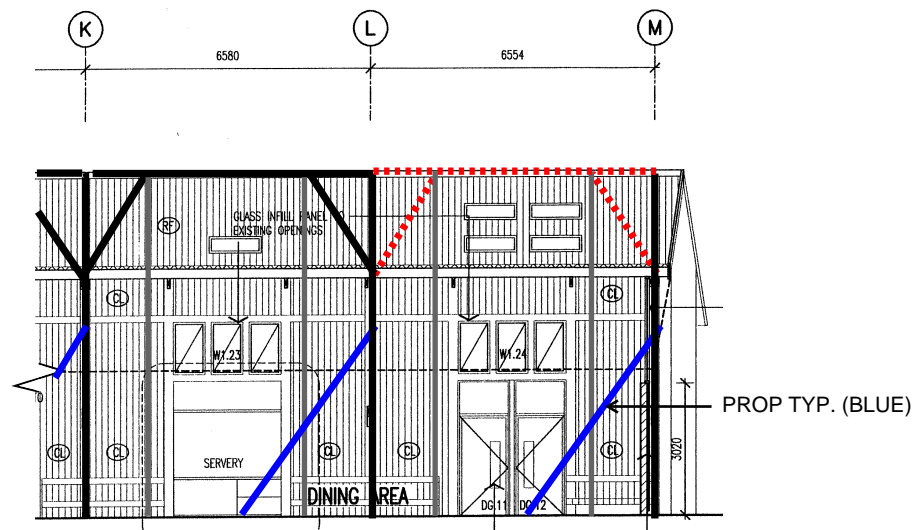 K
L
M
6580
6554
RF
GLASS INFILL PANEL TO
EXISTING OPENINGS
CL
CL
W1.23
W1.24
PROP TYP. (BLUE)
3020
CL
CL
CL
CL
CL
SERVERY
DINING AREA
DG.11
DG.12